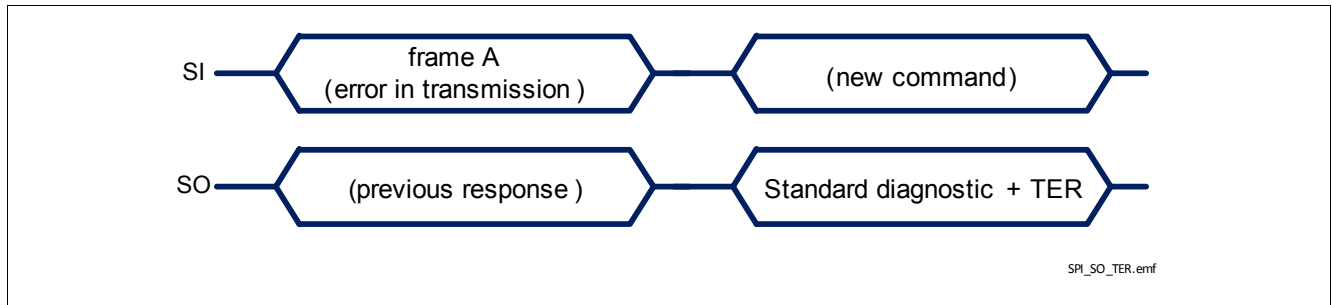 SI
frame A
(error in transmission )
(new command)
SO
(previous response )
Standard diagnostic + TER
SPI_SO_TER.emf